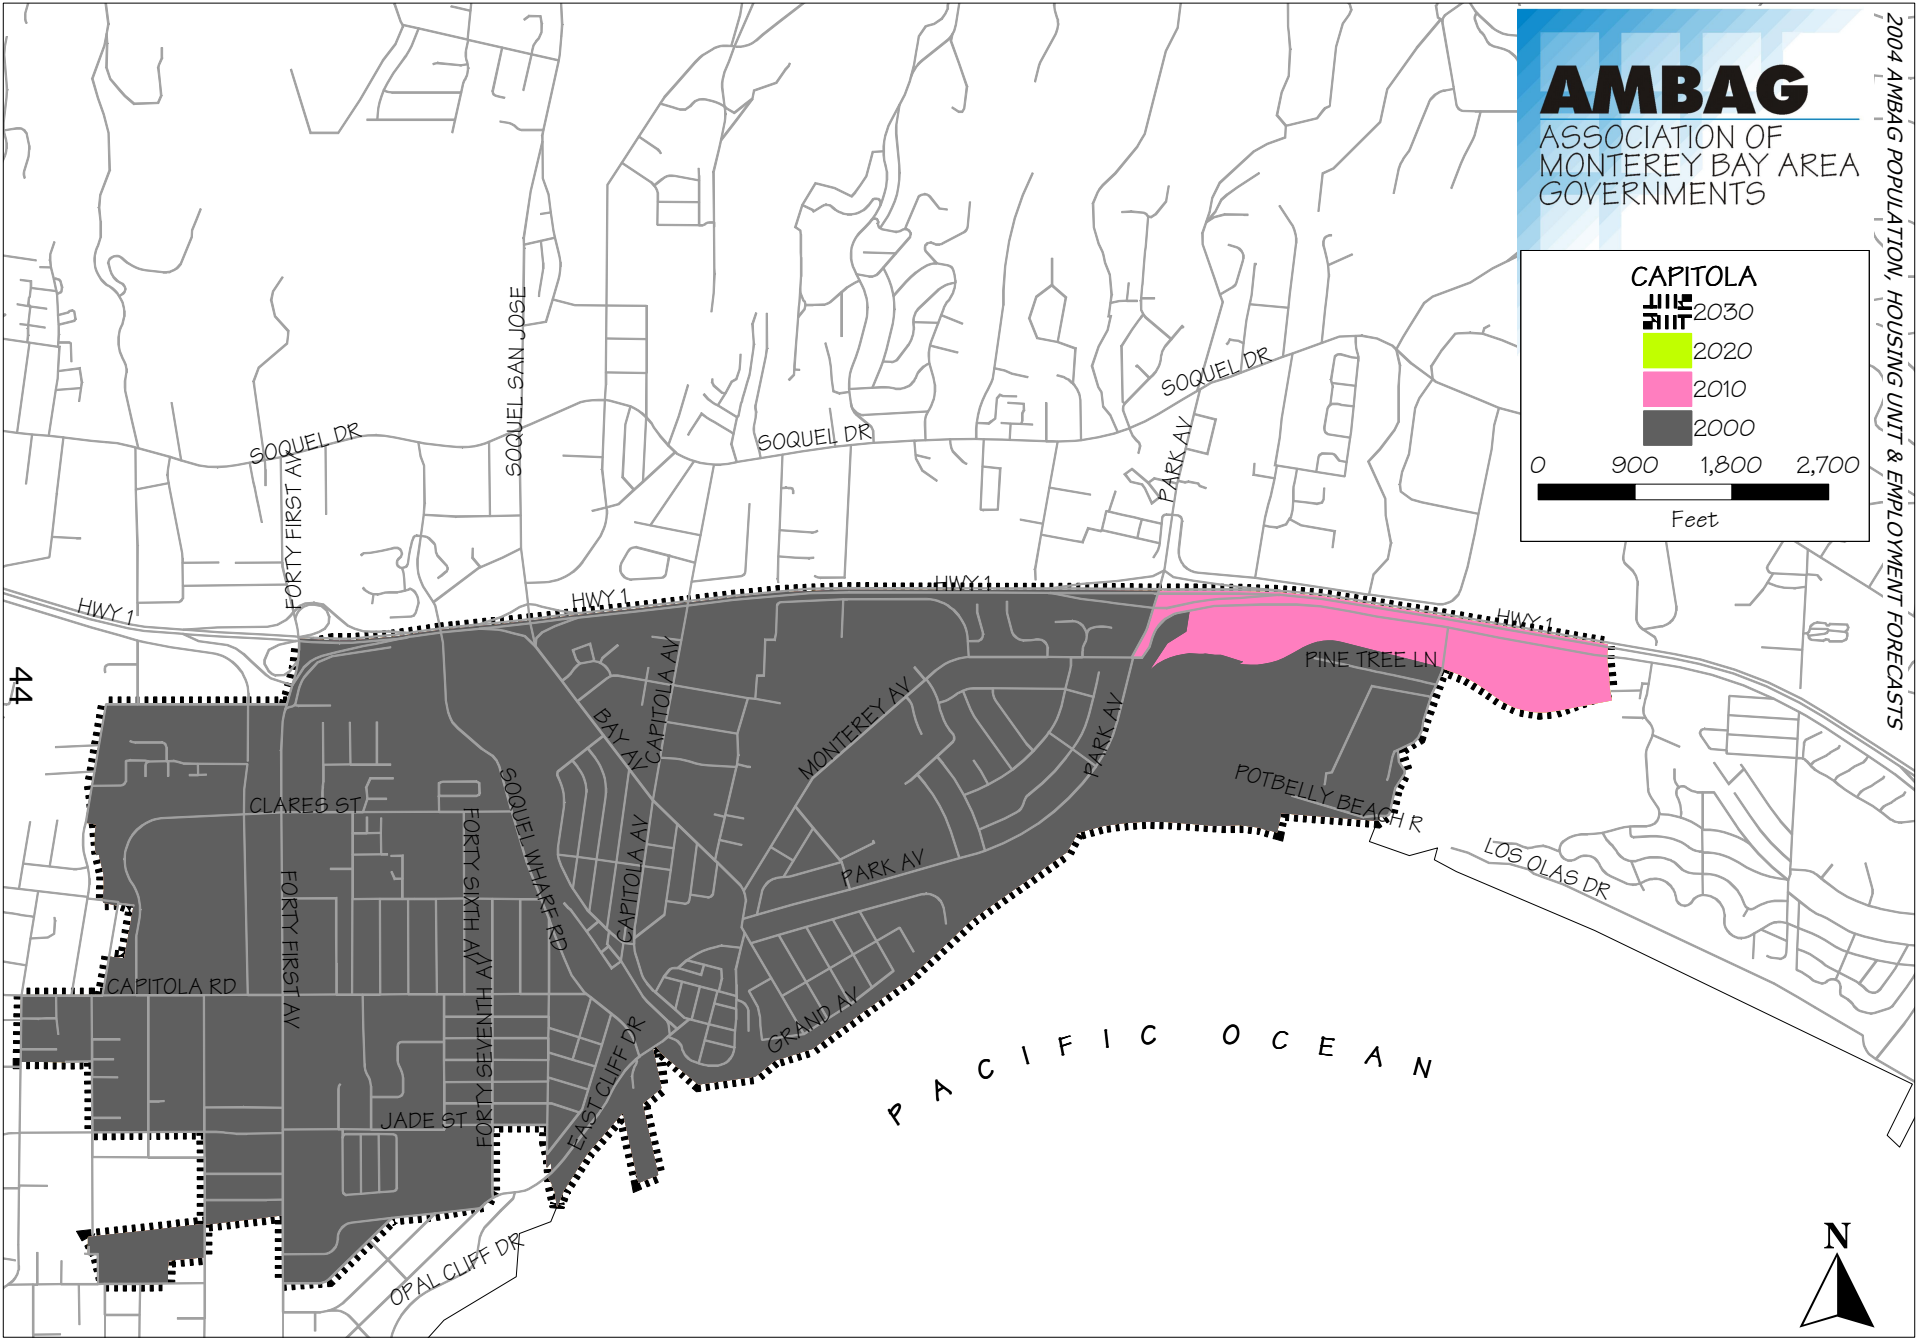 AMBAG
ASSOCIATION OF
MONTEREY BAY AREA
GOVERNMENTS
2004 AMBAG POPULATION, HOUSING UNIT & EMPLOYMENT FORECASTS
CAPITOLA
2030
2020
2010
2000
0 900 1,800 2,700
Feet
SOQUEL SAN JOSE
SOQUEL DR
SOQUEL DR
SOQUEL DR
PARK AV
FORTY FIRST AV
HWY 1
HWY 1
HWY 1
HWY 1
44
PINE TREE LN
CAPITOLA AV
BAY AV
MONTEREY AV
PARK AV
POTBELLY BEACH R
CLARES ST
SOQUEL WHARF RD
FORTY SIXTH AV
CAPITOLA AV
PARK AV
LOS OLAS DR
FORTY FIRST AV
CAPITOLA RD
FORTY SEVENTH AV
GRAND AV
EAST CLIFF DR
JADE ST
PACIFIC OCEAN
OPAL CLIFF DR
N